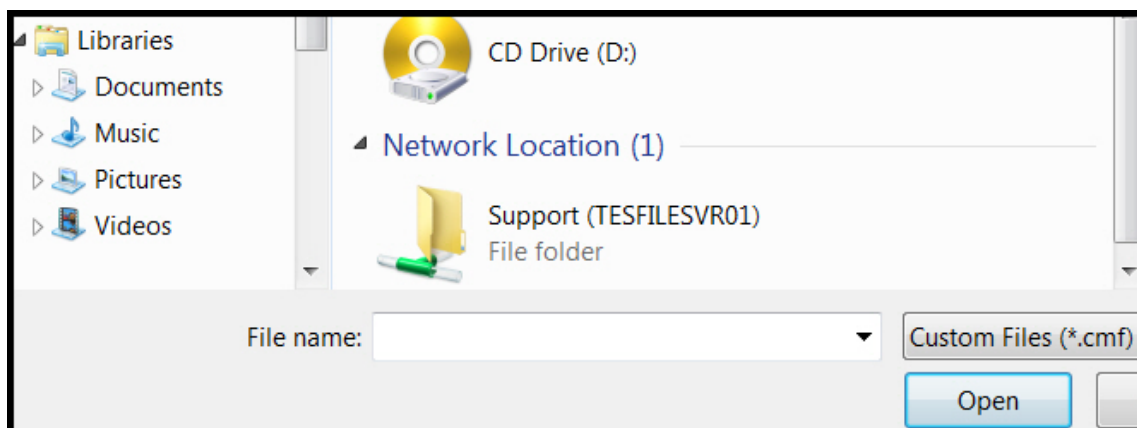 Libraries
Documents
Music
Pictures
Videos
CD Drive (D:)
Network Location (1)
Support (TESFILESVR01)
File folder
File name:
Custom Files (*.cmf)
Open